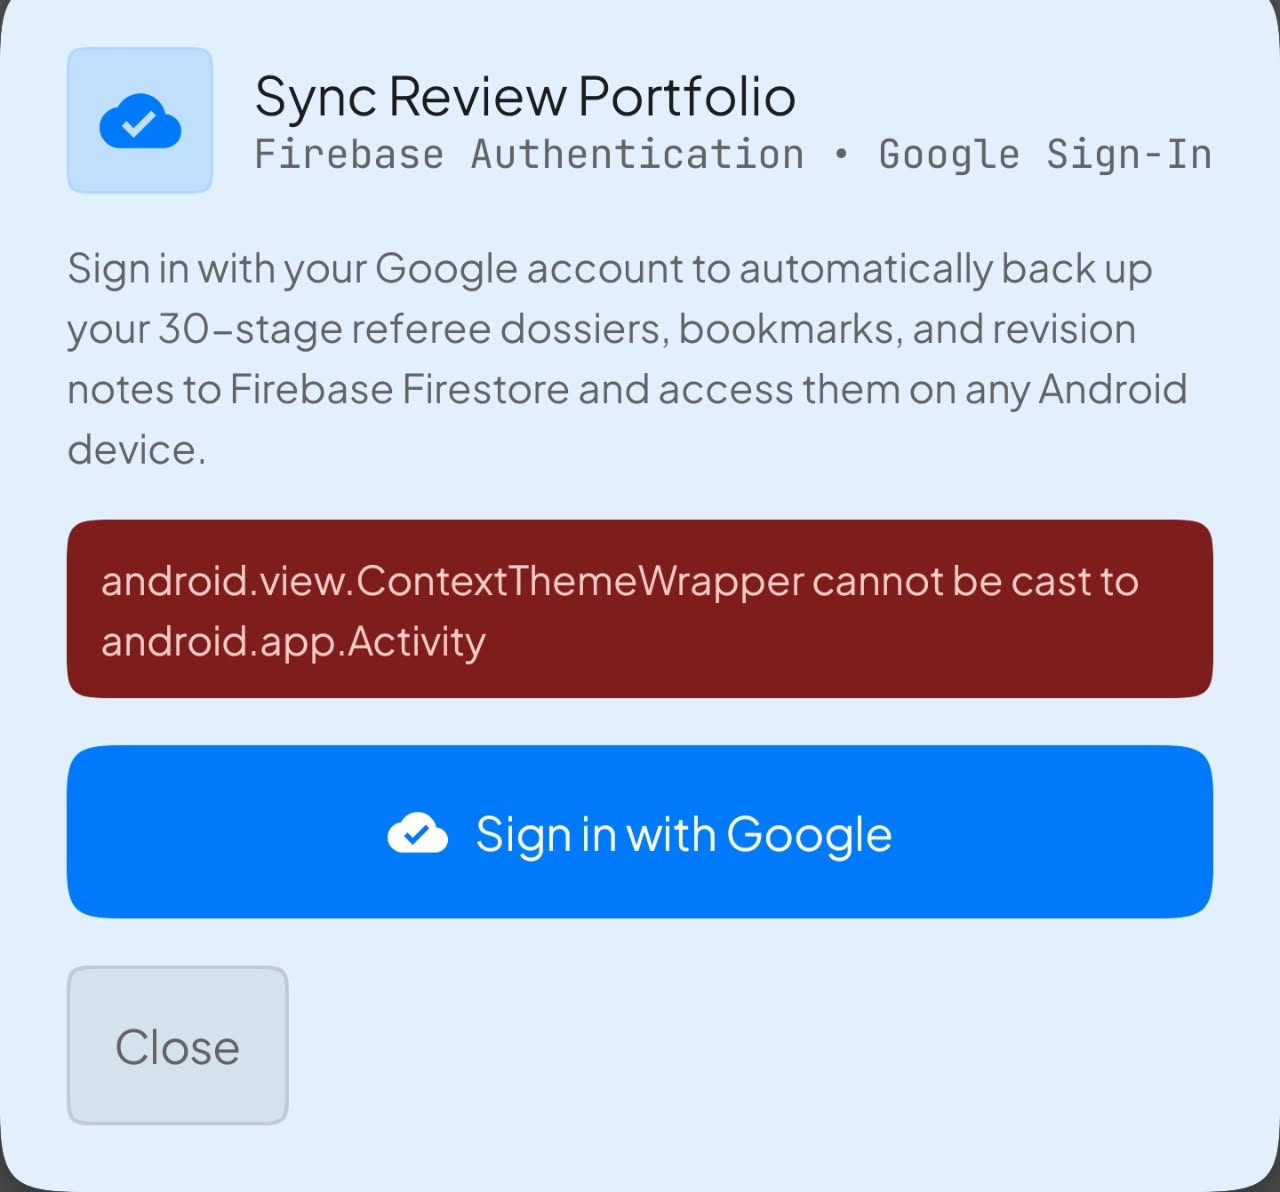 Sync Review Portfolio
Firebase Authentication • Google Sign-In
Sign in with your Google account to automatically back up
your 30-stage referee dossiers, bookmarks, and revision
notes to Firebase Firestore and access them on any Android
device.
android.view.ContextThemeWrapper cannot be cast to
android.app.Activity
Sign in with Google
Close